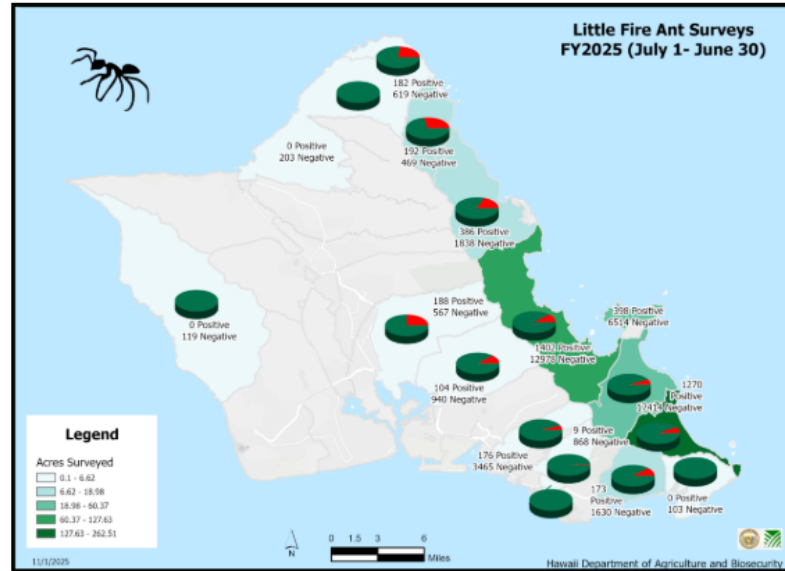 Little Fire Ant Surveys
FY2025 (July 1- June 30)
182 Positive
619 Negative
0 Positive
203 Negative
192 Positive
469 Negative
386 Positive
1838 Negative
188 Positive
567 Negative
398 Positive
6514 Negative
0 Positive
119 Negative
1402 Positive
12978 Negative
104 Positive
940 Negative
1270
Positive
Negative
9 Positive
868 Negative
176 Positive
3465 Negative
173
Positive
1630 Negative
0 Positive
103 Negative
Legend
Acres Surveyed
0.1 - 6.62
6.62 - 18.98
18.98 - 60.37
60.37 - 127.63
127.63 - 262.51
N
0 1.5 3 6
Miles
11/3/2025
Hawaii Department of Agriculture and Biosecurity